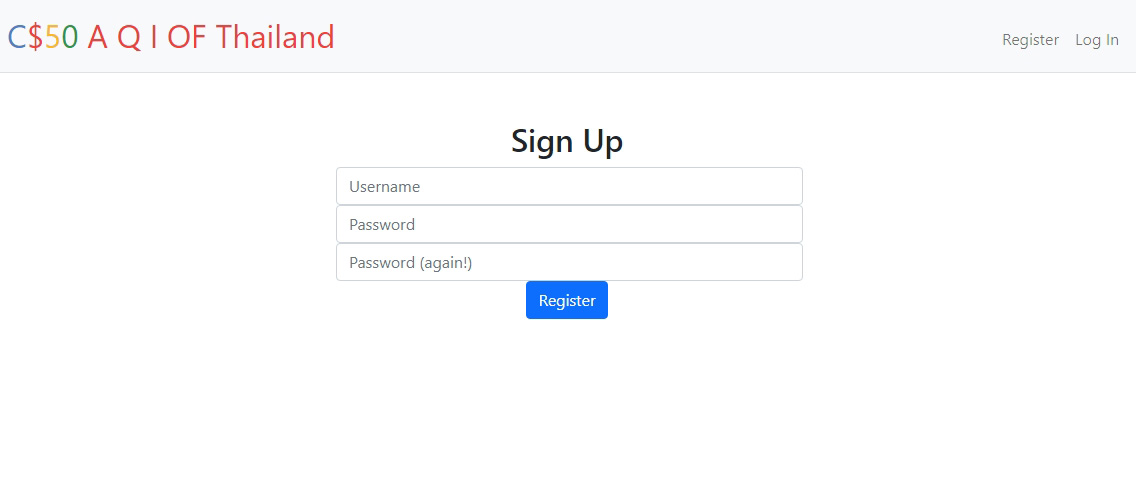 C$50 A Q I OF Thailand
Register Log In
Sign Up
Username
Password
Password (again!)
Register